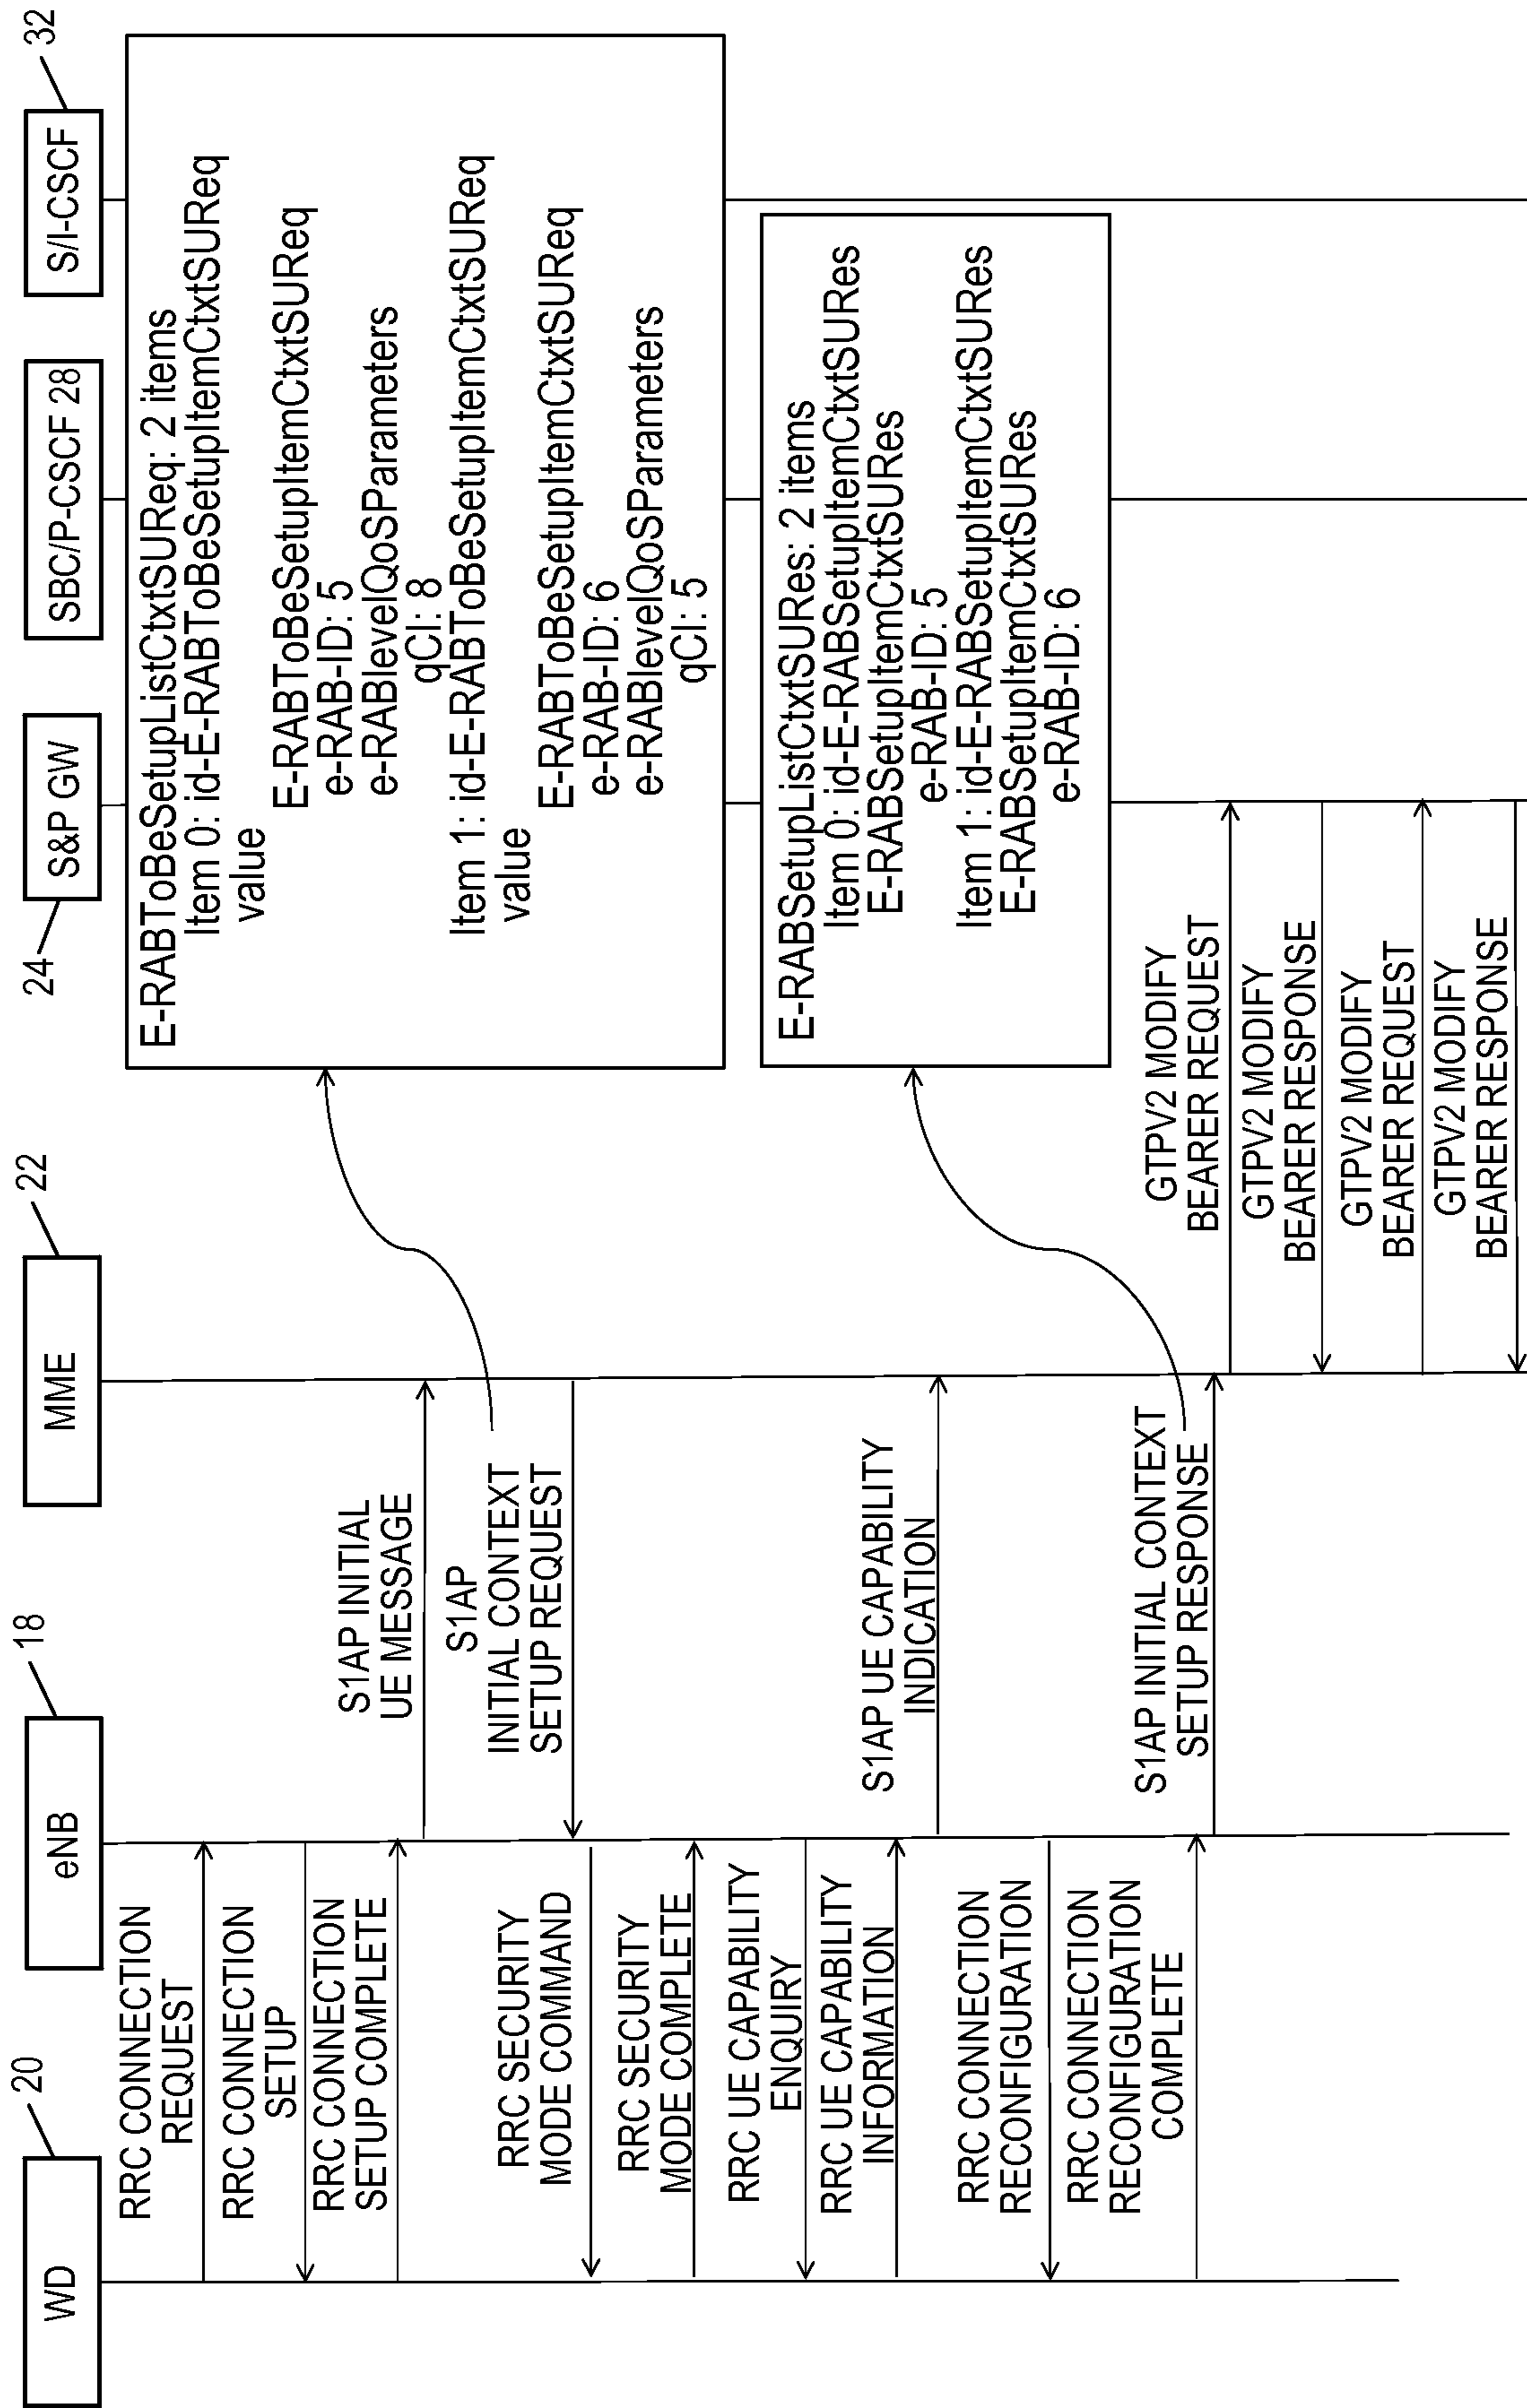 WD
20
eNB
18
MME
22
S&P GW
24
SBC/P-CSCF 28
S/I-CSCF
32
RRC CONNECTION
REQUEST
RRC CONNECTION
SETUP
RRC CONNECTION
SETUP COMPLETE
S1AP INITIAL
UE MESSAGE
S1AP
INITIAL CONTEXT
SETUP REQUEST
E-RABToBeSetupListCtxtSUReq: 2 items
Item 0: id-E-RABToBeSetupItemCtxtSUReq
value
E-RABToBeSetupItemCtxtSUReq
e-RAB-ID: 5
e-RABlevelQoSParameters
qCI: 8
Item 1: id-E-RABToBeSetupItemCtxtSUReq
value
E-RABToBeSetupItemCtxtSUReq
e-RAB-ID: 6
e-RABlevelQoSParameters
qCI: 5
RRC SECURITY
MODE COMMAND
RRC SECURITY
MODE COMPLETE
RRC UE CAPABILITY
ENQUIRY
RRC UE CAPABILITY
INFORMATION
S1AP UE CAPABILITY
INDICATION
RRC CONNECTION
RECONFIGURATION
RRC CONNECTION
RECONFIGURATION
COMPLETE
S1AP INITIAL CONTEXT
SETUP RESPONSE
E-RABSetupListCtxtSURes: 2 items
Item 0: id-E-RABSetupItemCtxtSURes
E-RABSetupItemCtxtSURes
e-RAB-ID: 5
Item 1: id-E-RABSetupItemCtxtSURes
E-RABSetupItemCtxtSURes
e-RAB-ID: 6
GTPV2 MODIFY
BEARER REQUEST
GTPV2 MODIFY
BEARER RESPONSE
GTPV2 MODIFY
BEARER REQUEST
GTPV2 MODIFY
BEARER RESPONSE